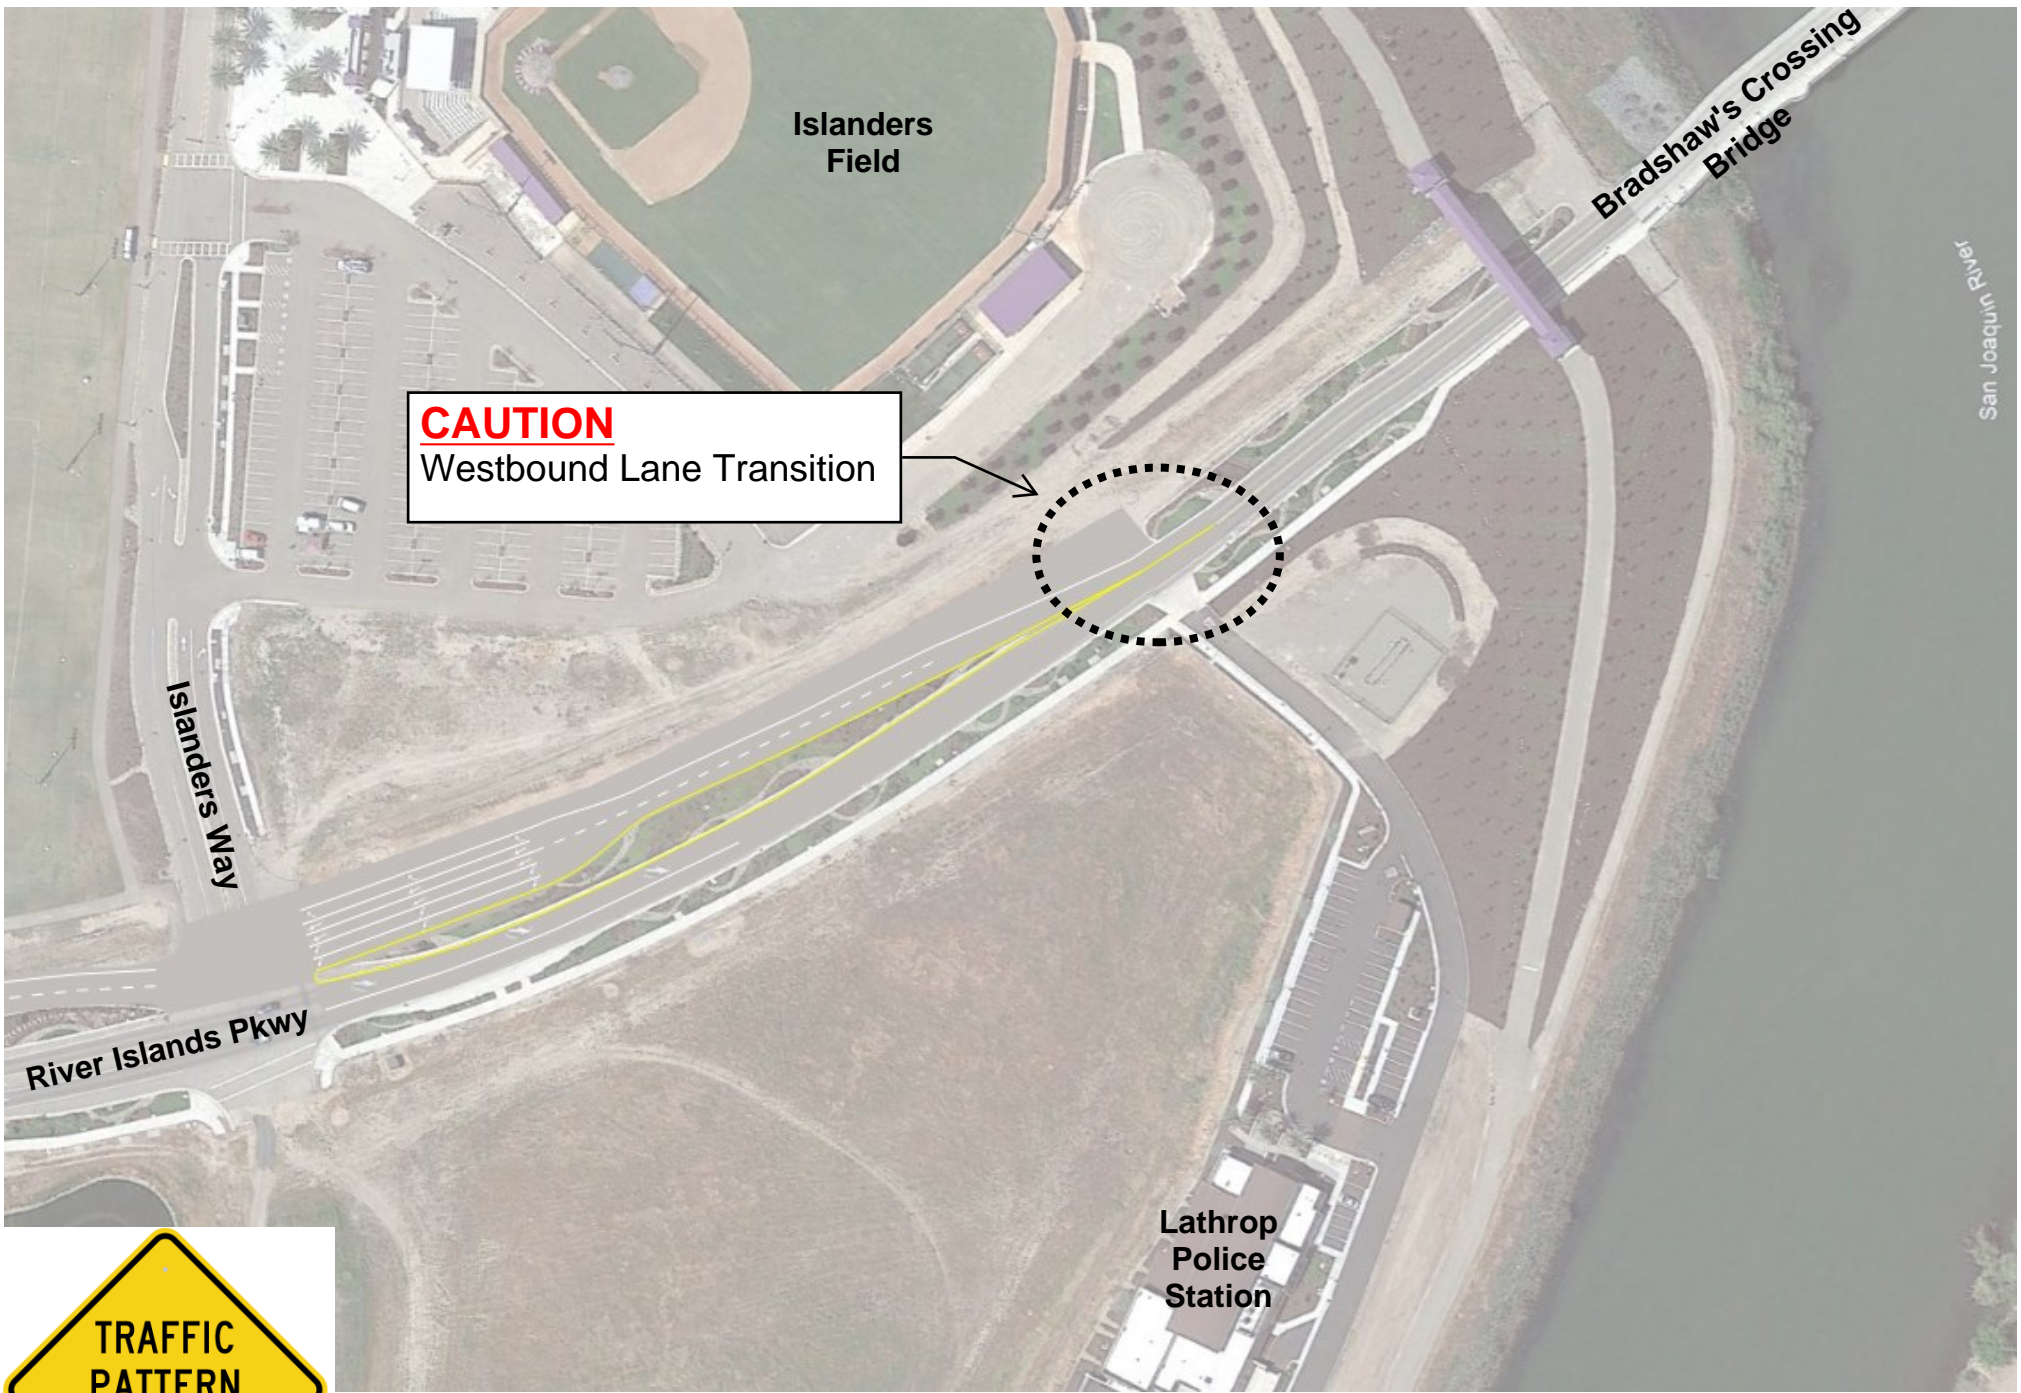 Bradshaw's Crossing
Bridge
Islanders
Field
San Joaquin River
CAUTION
Westbound Lane Transition
Islanders Way
River Islands Pkwy
Lathrop
Police
Station
TRAFFIC
PATTERN